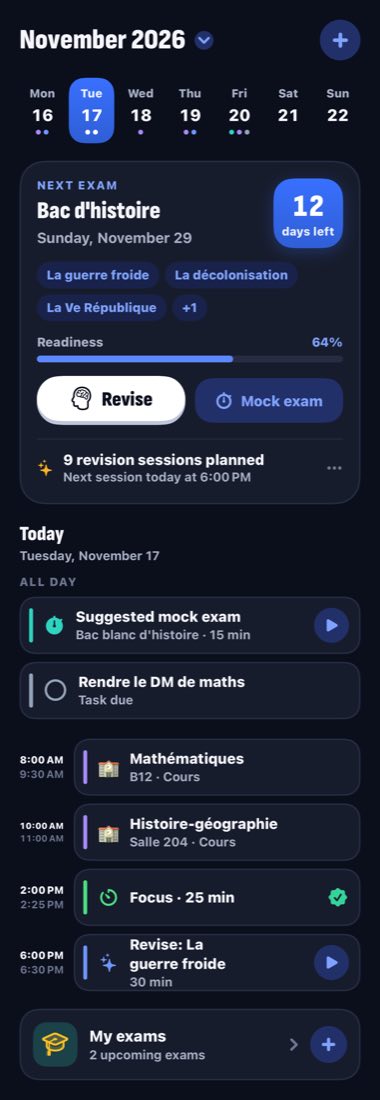 November 2026
Mon Tue Wed Thu Fri Sat Sun
16 17 18 19 20 21 22
NEXT EXAM
Bac d'histoire
Sunday, November 29
12
days left
La guerre froide La décolonisation
La Ve République +1
Readiness 64%
Revise Mock exam
9 revision sessions planned
Next session today at 6:00 PM
Today
Tuesday, November 17
ALL DAY
Suggested mock exam
Bac blanc d'histoire · 15 min
Rendre le DM de maths
Task due
8:00 AM
9:30 AM
Mathématiques
B12 · Cours
10:00 AM
11:00 AM
Histoire-géographie
Salle 204 · Cours
2:00 PM
2:25 PM
Focus · 25 min
6:00 PM
6:30 PM
Revise: La
guerre froide
30 min
My exams
2 upcoming exams